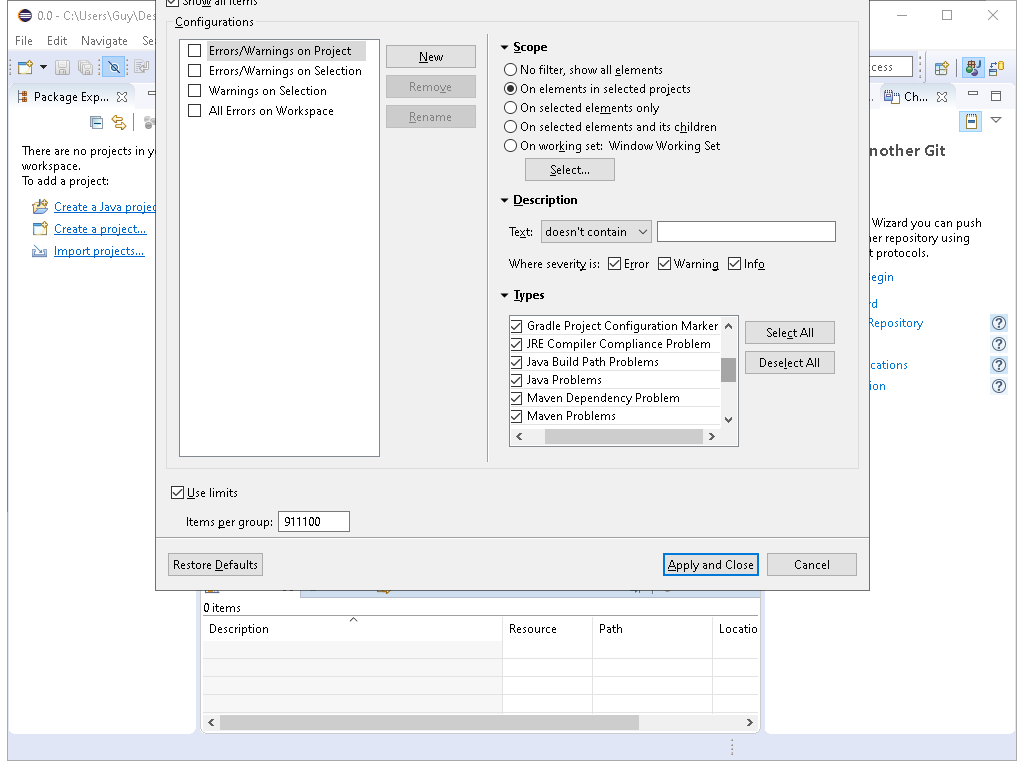 0.0 - C:\Users\Guy\Des
Show all items
File Edit Navigate Se
Configurations
Errors/Warnings on Project
Errors/Warnings on Selection
Warnings on Selection
All Errors on Workspace
New
Remove
Rename
Scope
No filter, show all elements
On elements in selected projects
On selected elements only
On selected elements and its children
On working set: Window Working Set
Select...
Description
Text: doesn't contain
Where severity is: Error Warning Info
Types
Gradle Project Configuration Marker
JRE Compiler Compliance Problem
Java Build Path Problems
Java Problems
Maven Dependency Problem
Maven Problems
Select All
Deselect All
Use limits
Items per group: 911100
Restore Defaults
Apply and Close
Cancel
Package Exp...
There are no projects in y
workspace.
To add a project:
Create a Java projec
Create a project...
Import projects...
cess
Ch...
nother Git
Wizard you can push
er repository using
t protocols.
egin
rd
Repository
cations
ion
0 items
Description Resource Path Locatio